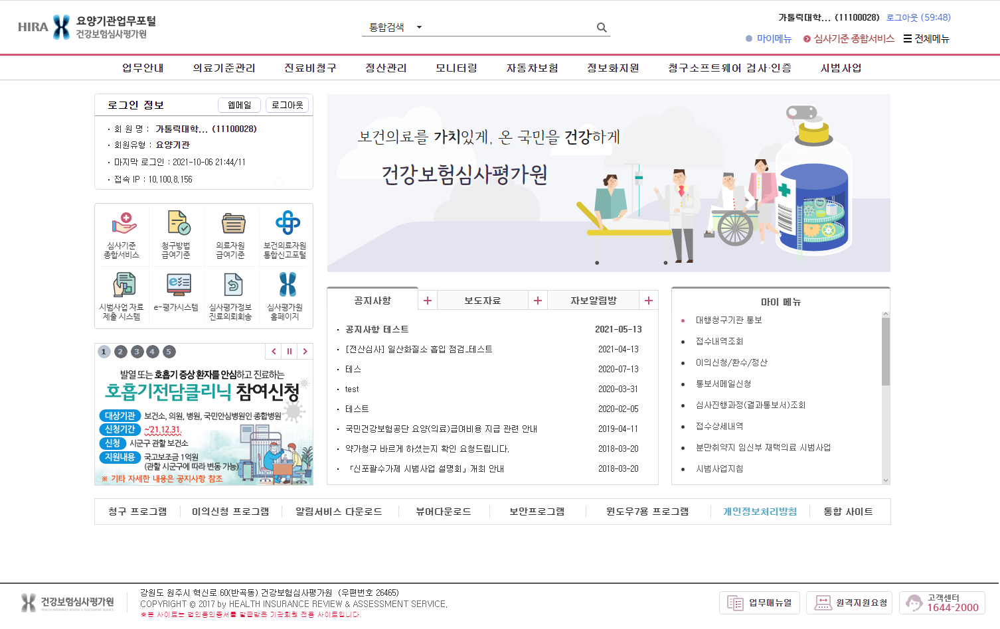 HIRA 요양기관업무포털
건강보험심사평가원
통합검색
가톨릭대학... (11100028) 로그아웃 (59:48)
마이메뉴 심사기준 종합서비스 전체메뉴
업무안내 의료기준관리 진료비청구 정산관리 모니터링 자동차보험 정보화지원 청구소프트웨어 검사·인증 시범사업
로그인 정보 웹메일 로그아웃
· 회 원 명 : 가톨릭대학... (11100028)
· 회원유형 : 요양기관
· 마지막 로그인 : 2021-10-06 21:44/11
· 접속 IP : 10.100.8.156
보건의료를 가치있게, 온 국민을 건강하게
건강보험심사평가원
심사기준
종합서비스
청구방법
급여기준
의료자원
급여기준
보건의료자원
통합신고포털
시범사업 자료
제출 시스템
e-평가시스템
심사평가정보
진료의뢰회송
심사평가원
홈페이지
1 2 3 4 5
발열 또는 호흡기 증상 환자를 안심하고 진료하는
호흡기전담클리닉 참여신청
대상기관 보건소, 의원, 병원, 국민안심병원인 종합병원
신청기간 ~'21.12.31.
신청 시군구 관할 보건소
지원내용 국고보조금 1억원
(관할 시군구에 따라 변동 가능)
※ 기타 자세한 내용은 공지사항 참조
공지사항 + 보도자료 + 자보알림방 +
· 공지사항 테스트 2021-05-13
· [전산심사] 일산화질소 흡입 점검_테스트 2021-04-13
· 테스 2020-07-13
· test 2020-03-31
· 테스트 2020-02-05
· 국민건강보험공단 요양(의료)급여비용 지급 관련 안내 2019-04-11
· 약가청구 바르게 하셨는지 확인 요청드립니다. 2018-03-20
· 「신포괄수가제 시범사업 설명회」개최 안내 2018-03-20
마이 메뉴
대행청구기관 통보
접수내역조회
이의신청/환수/정산
통보서메일신청
심사진행과정(결과통보서)조회
접수상세내역
분만취약지 임신부 재택의료 시범사업
시범사업지침
청구 프로그램 이의신청 프로그램 알림서비스 다운로드 뷰어다운로드 보안프로그램 윈도우7용 프로그램 개인정보처리방침 통합 사이트
건강보험심사평가원
HEALTH INSURANCE REVIEW & ASSESSMENT SERVICE
강원도 원주시 혁신로 60(반곡동) 건강보험심사평가원 (우편번호 26465)
COPYRIGHT © 2017 by HEALTH INSURANCE REVIEW & ASSESSMENT SERVICE.
※본 사이트는 법인용인증서를 발급받은 기관회원 전용 사이트입니다.
업무매뉴얼
원격지원요청
고객센터
1644-2000